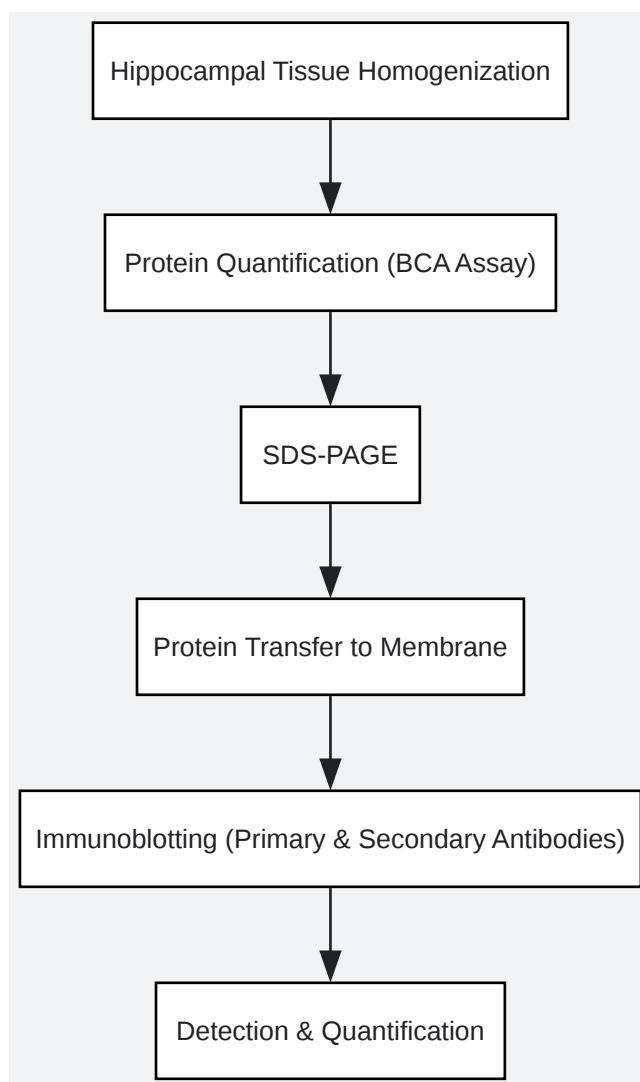 Hippocampal Tissue Homogenization
Protein Quantification (BCA Assay)
SDS-PAGE
Protein Transfer to Membrane
Immunoblotting (Primary & Secondary Antibodies)
Detection & Quantification